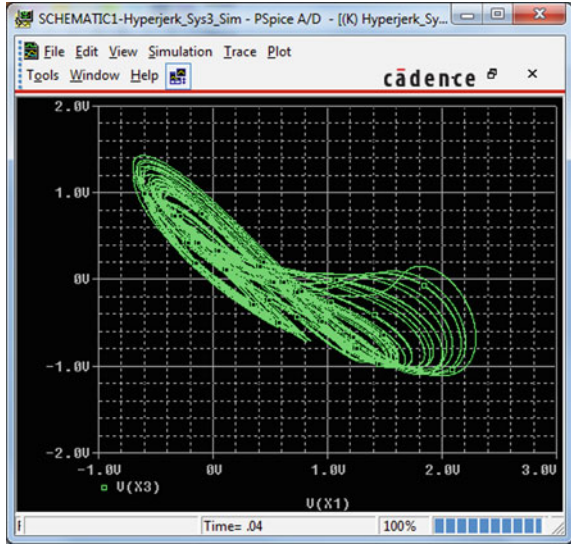 SCHEMATIC1-Hyperjerk_Sys3_Sim - PSpice A/D - [(K) Hyperjerk_Sy...
File Edit View Simulation Trace Plot
Tools Window Help
cādence
2.0V
1.0V
0V
-1.0V
-2.0V
-1.0V 0V 1.0V 2.0V 3.0V
V(X3)
V(X1)
F Time= .04 100%